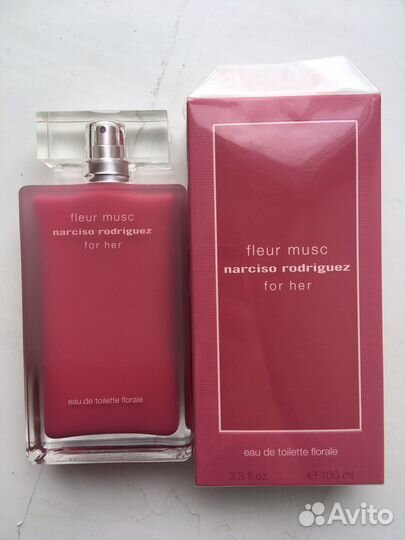 fleur musc
narciso rodriguez
for her
eau de toilette florale
fleur musc
narciso rodriguez
for her
eau de toilette florale
3.3 fl.oz. ℮ 100 ml
Avito